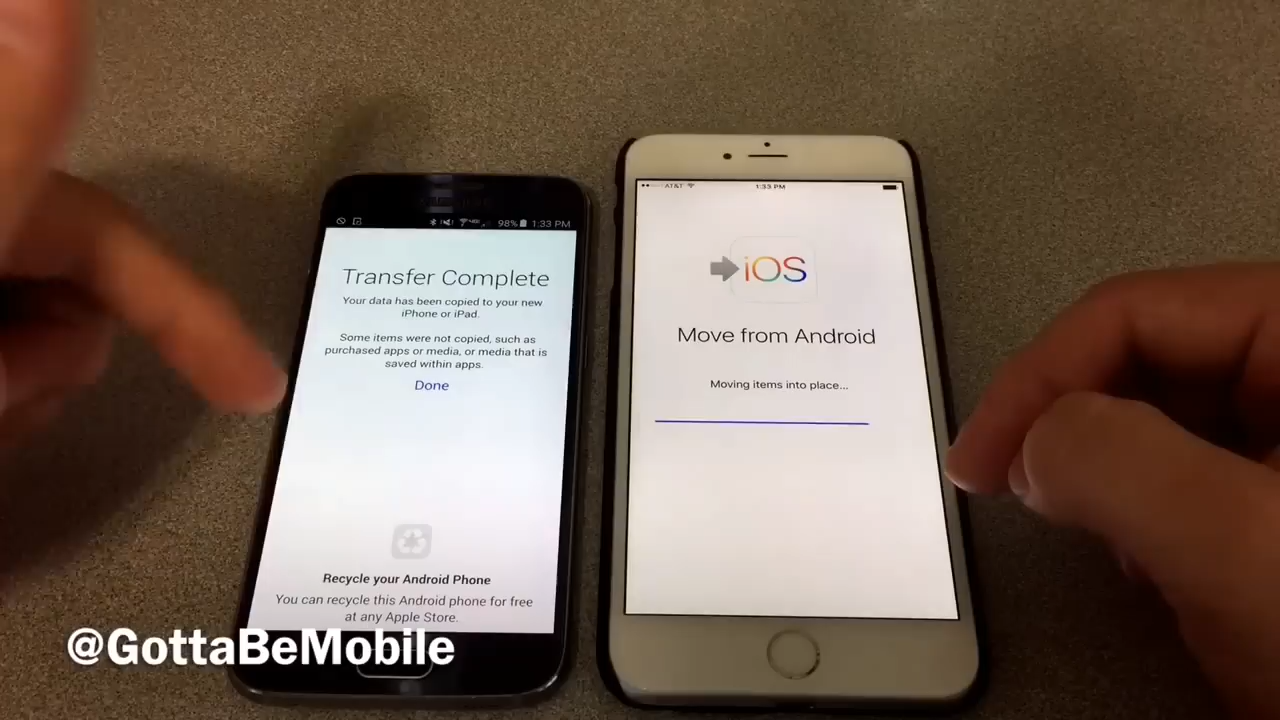 98% 1:33 PM
Transfer Complete
Your data has been copied to your new
iPhone or iPad.
Some items were not copied, such as
purchased apps or media, or media that is
saved within apps.
Done
Recycle your Android Phone
You can recycle this Android phone for free
at any Apple Store.
AT&T 1:33 PM
iOS
Move from Android
Moving items into place...
@GottaBeMobile